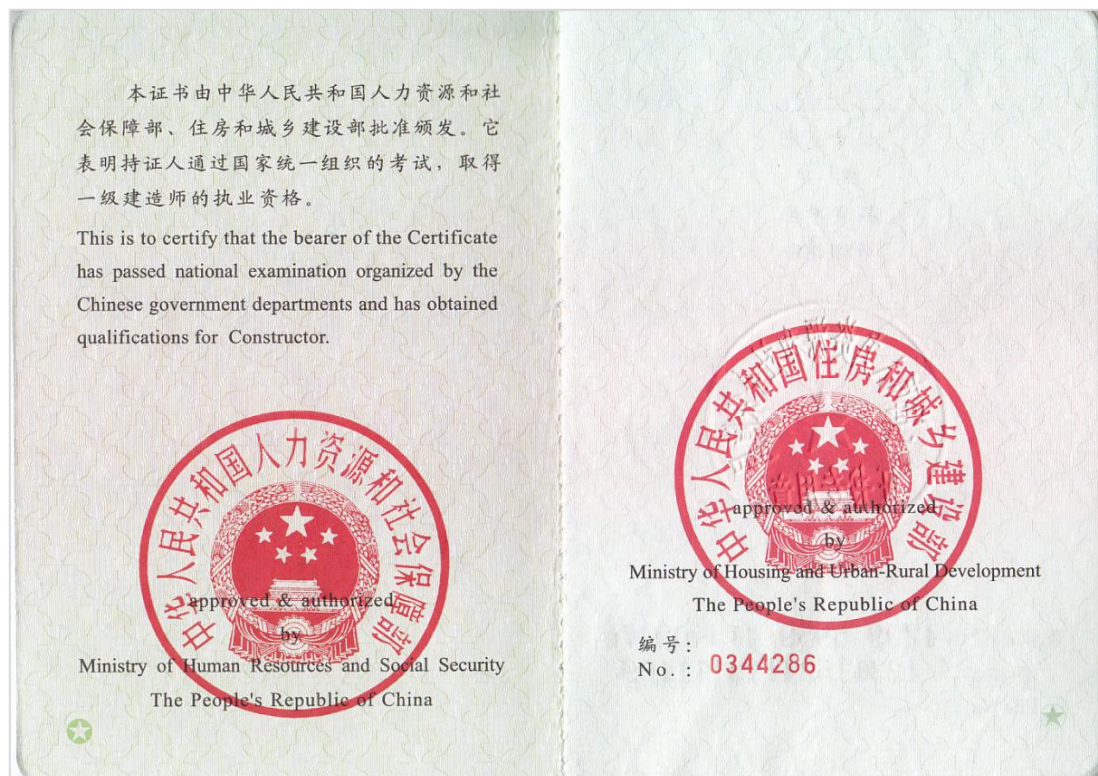 本证书由中华人民共和国人力资源和社
会保障部、住房和城乡建设部批准颁发。它
表明持证人通过国家统一组织的考试，取得
一级建造师的执业资格。
This is to certify that the bearer of the Certificate
has passed national examination organized by the
Chinese government departments and has obtained
qualifications for Constructor.
中华人民共和国人力资源和社会保障部
approved & authorized
by
Ministry of Human Resources and Social Security
The People's Republic of China
中华人民共和国住房和城乡建设部
approved & authorized
by
Ministry of Housing and Urban-Rural Development
The People's Republic of China
编号：
No.: 0344286